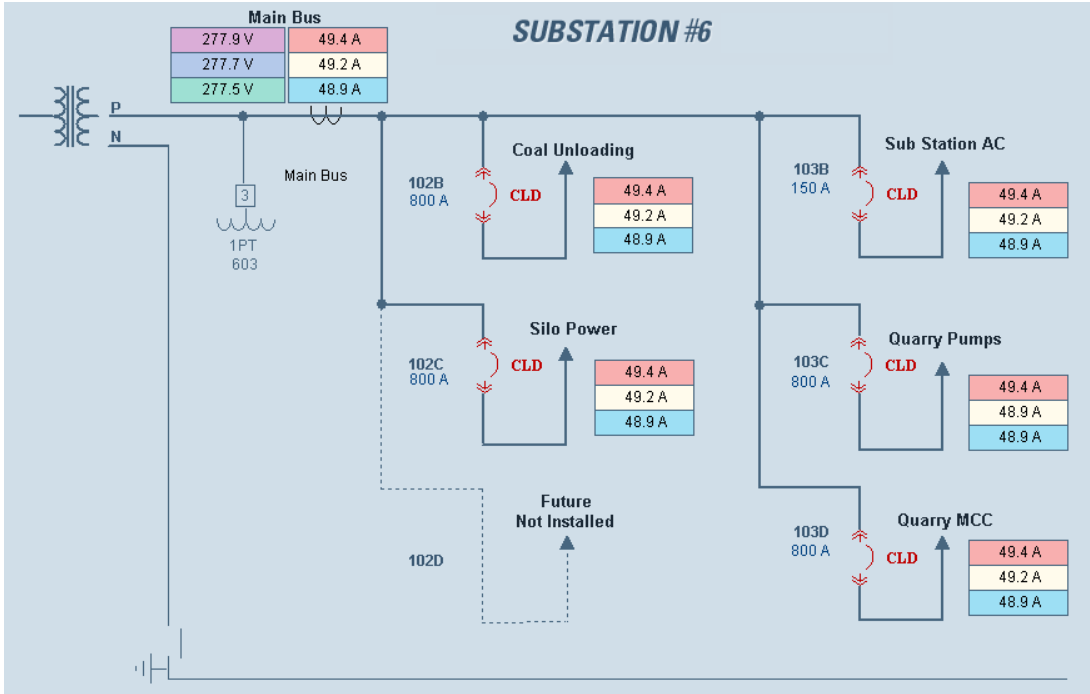 SUBSTATION #6
Main Bus
277.9 V 49.4 A
277.7 V 49.2 A
277.5 V 48.9 A
P
N
Main Bus
3
1PT
603
Coal Unloading
102B
800 A
CLD
49.4 A
49.2 A
48.9 A
Sub Station AC
103B
150 A
CLD
49.4 A
49.2 A
48.9 A
Silo Power
102C
800 A
CLD
49.4 A
49.2 A
48.9 A
Quarry Pumps
103C
800 A
CLD
49.4 A
48.9 A
48.9 A
Future
Not Installed
102D
Quarry MCC
103D
800 A
CLD
49.4 A
49.2 A
48.9 A